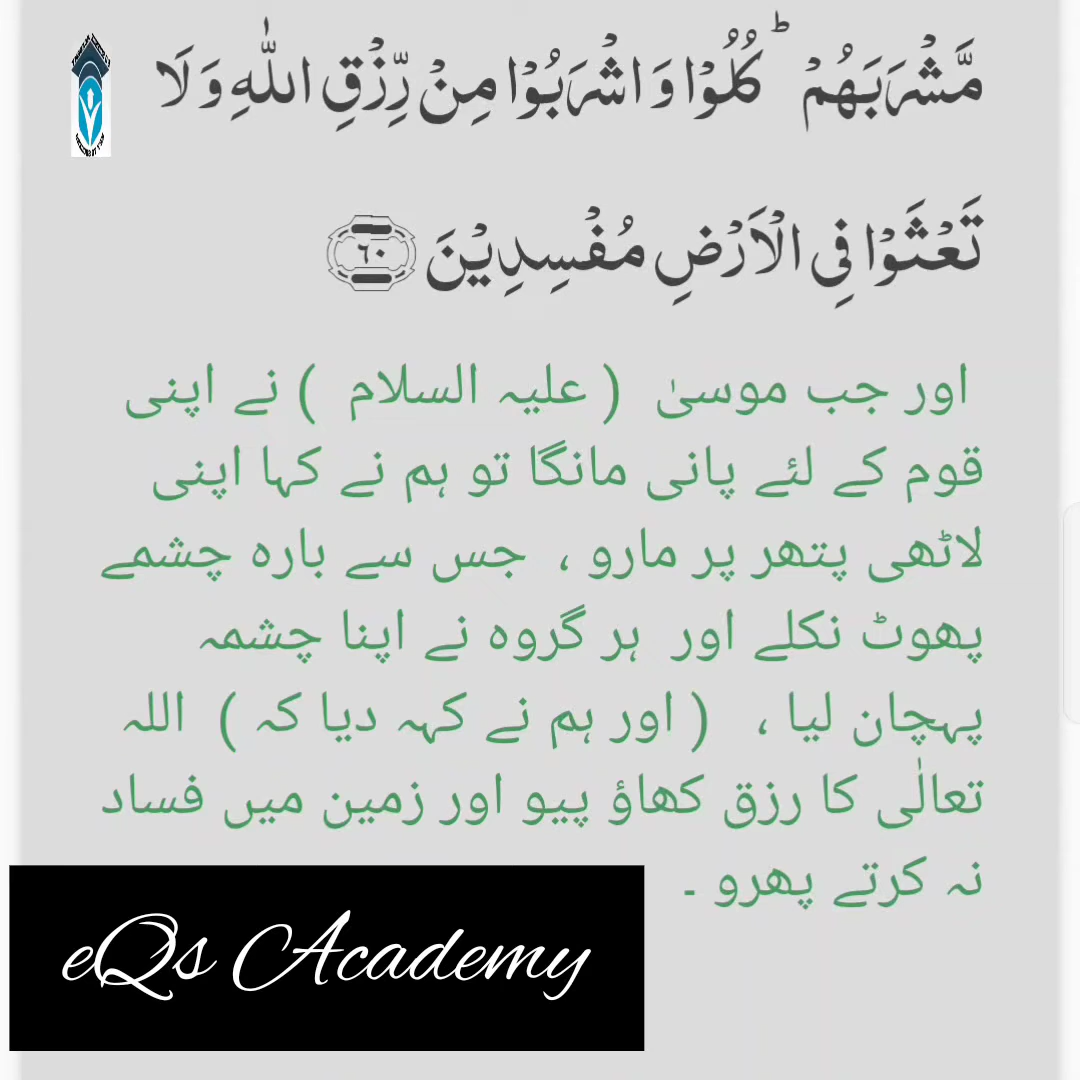 مَّشۡرَبَهُمۡ ؕ كُلُوۡا وَ اشۡرَبُوۡا مِنۡ رِّزۡقِ اللّٰهِ وَ لَا
تَعۡثَوۡا فِى الۡاَرۡضِ مُفۡسِدِيۡنَ ﴿٦٠﴾
اور جب موسیٰ ( علیہ السلام ) نے اپنی
قوم کے لئے پانی مانگا تو ہم نے کہا اپنی
لاٹھی پتھر پر مارو ، جس سے بارہ چشمے
پھوٹ نکلے اور ہر گروہ نے اپنا چشمہ
پہچان لیا ، ( اور ہم نے کہہ دیا کہ ) اللہ
تعالٰی کا رزق کھاؤ پیو اور زمین میں فساد
نہ کرتے پھرو ۔
eQs Academy